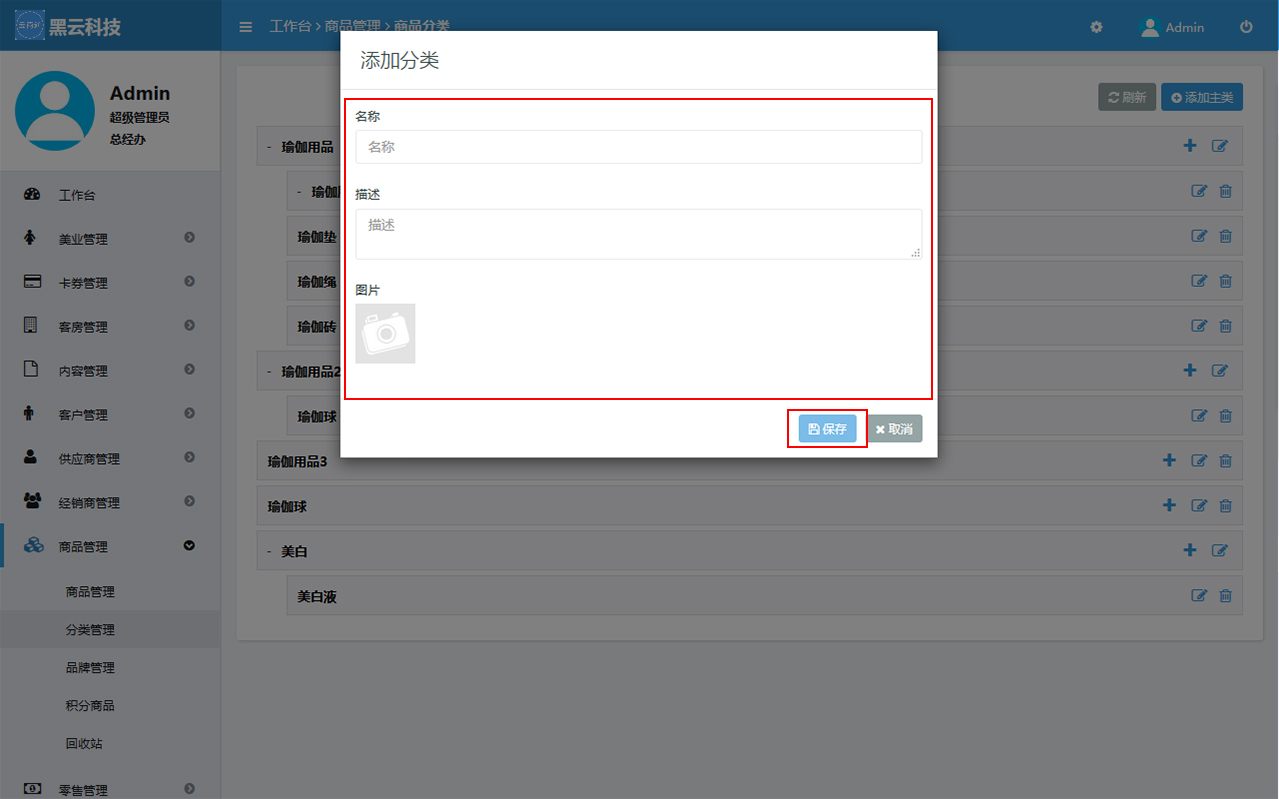 黑云科技
工作台 > 商品管理 > 商品分类
Admin
Admin
超级管理员
总经办
工作台
美业管理
卡券管理
客房管理
内容管理
客户管理
供应商管理
经销商管理
商品管理
商品管理
分类管理
品牌管理
积分商品
回收站
零售管理
刷新
添加主类
- 瑜伽用品
- 瑜伽
瑜伽垫
瑜伽绳
瑜伽砖
- 瑜伽用品2
瑜伽球
瑜伽用品3
瑜伽球
- 美白
美白液
添加分类
名称
名称
描述
描述
图片
保存
取消